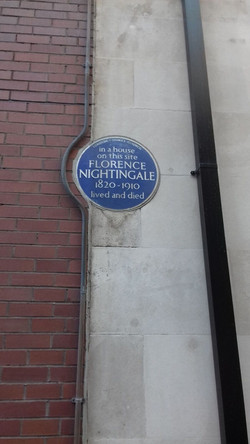 in a house
on this site
FLORENCE
NIGHTINGALE
1820-1910
lived and died